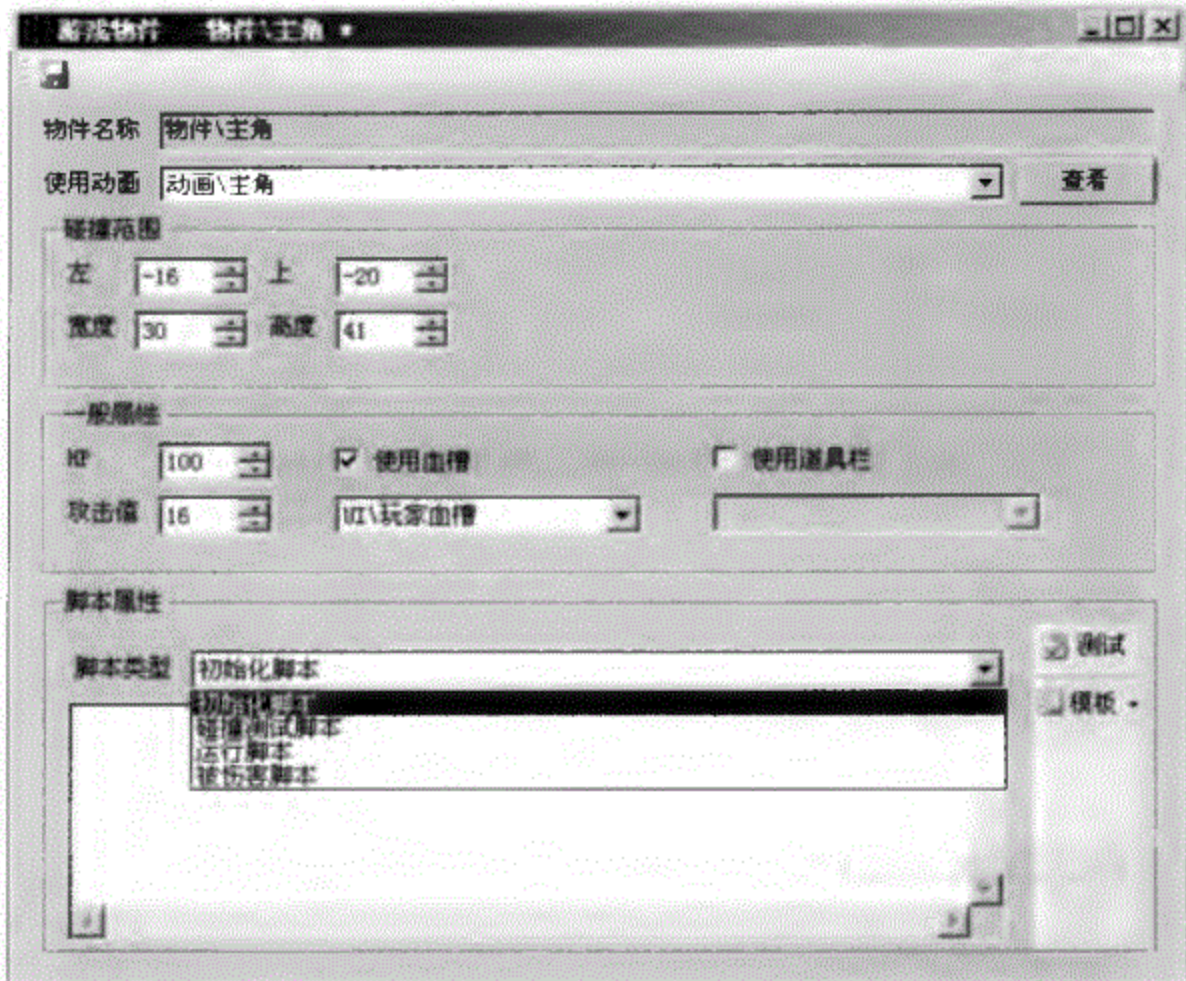 游戏物件 物件\主角 *
物件名称 物件\主角
使用动画 动画\主角 查看
碰撞范围
左 -16 上 -20
宽度 30 高度 41
一般属性
HP 100 使用血槽 使用道具栏
攻击值 16 UI\玩家血槽
脚本属性
脚本类型 初始化脚本 测试
初始化脚本 模板
碰撞测试脚本
运行脚本
被伤害脚本